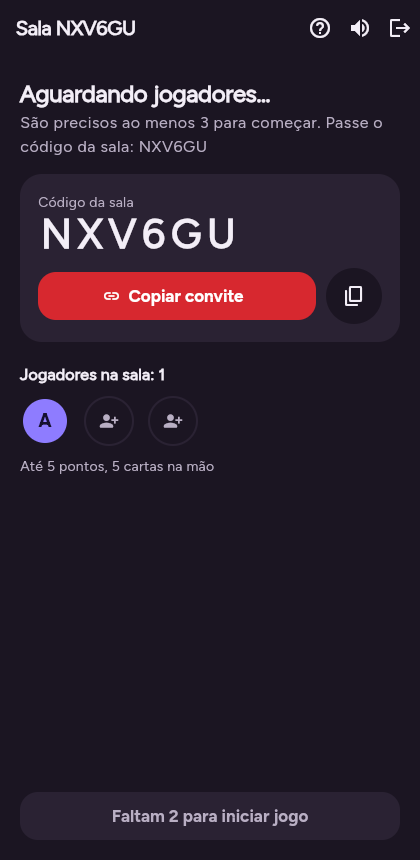 Sala NXV6GU
Aguardando jogadores...
São precisos ao menos 3 para começar. Passe o
código da sala: NXV6GU
Código da sala
NXV6GU
Copiar convite
Jogadores na sala: 1
A
Até 5 pontos, 5 cartas na mão
Faltam 2 para iniciar jogo